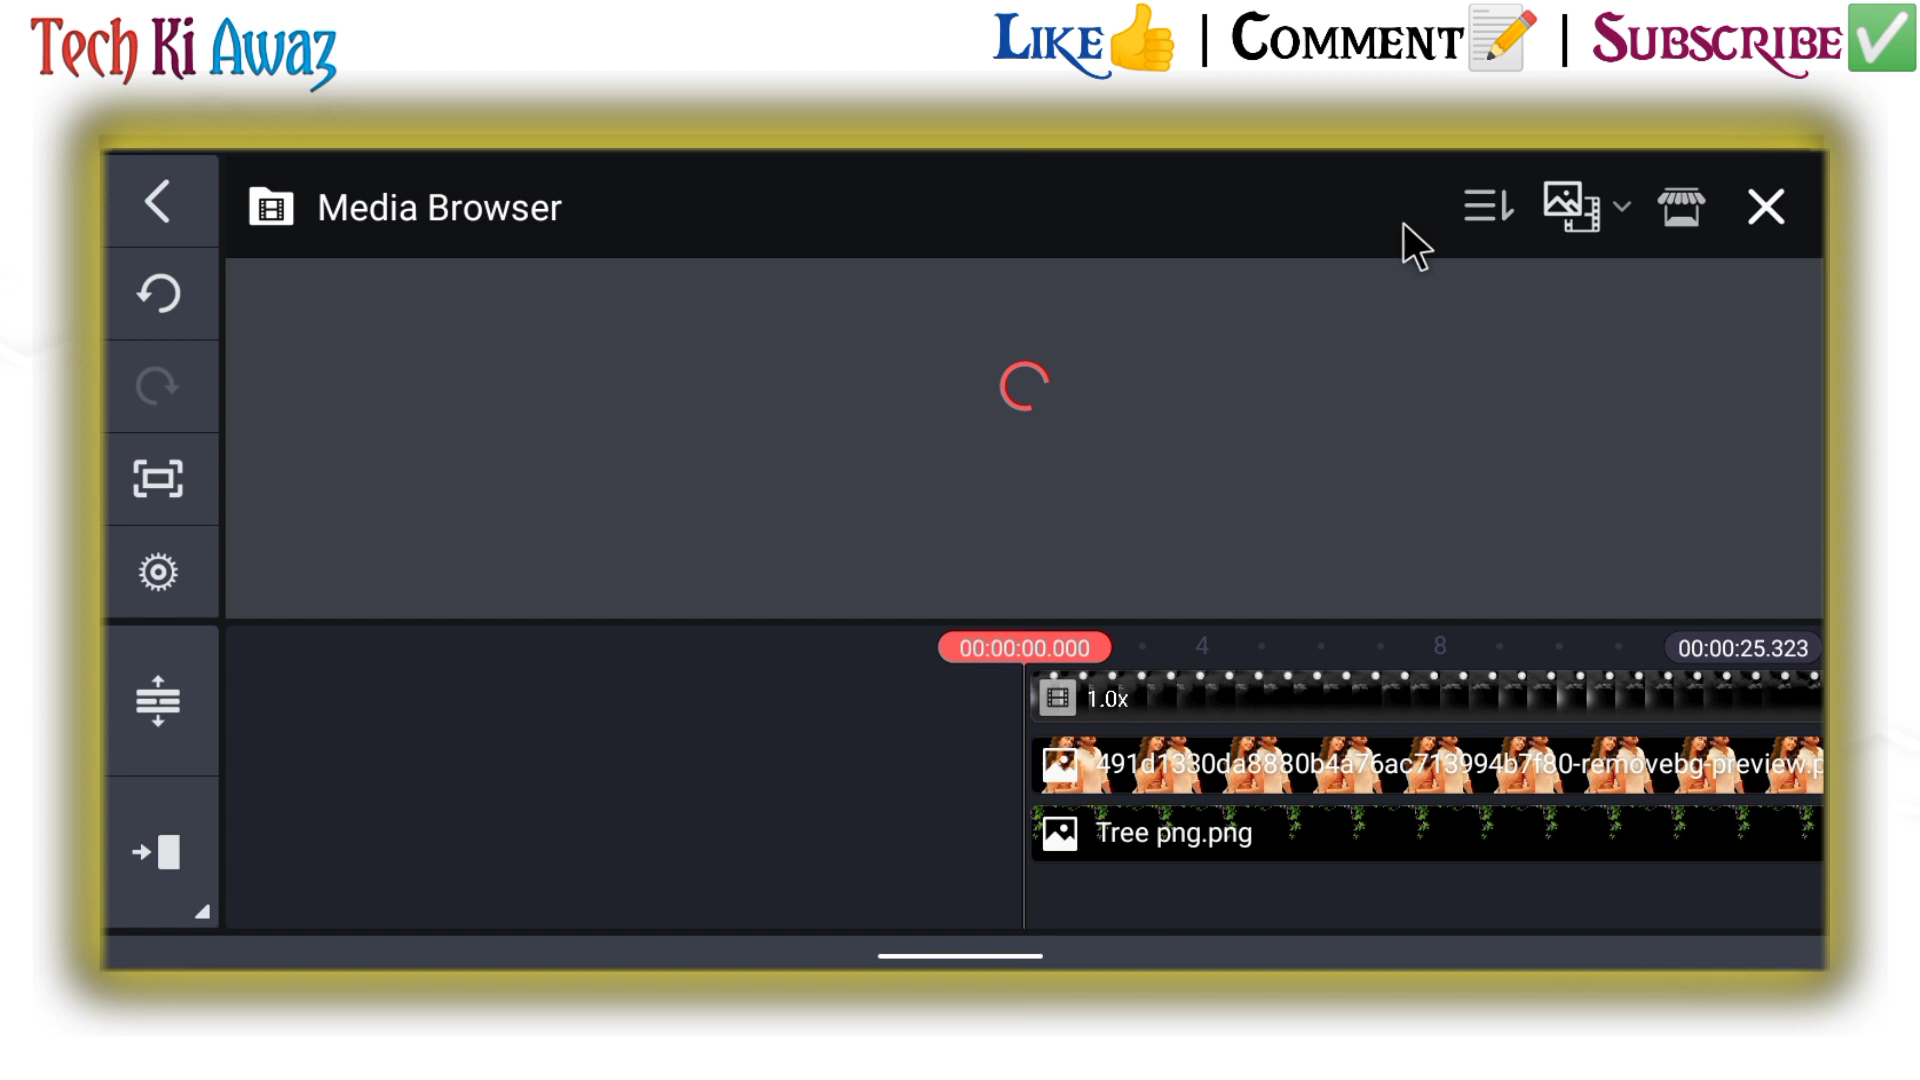 Tech Ki Awaz
Like | Comment | Subscribe
Media Browser
00:00:00.000
4
8
00:00:25.323
1.0x
491d1330da8880b4a76ac713994b7f80-removebg-preview.p
Tree png.png